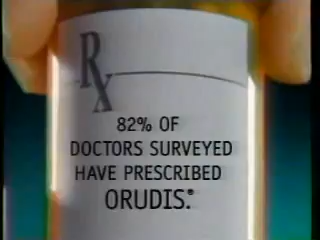 Rx
82% OF
DOCTORS SURVEYED
HAVE PRESCRIBED
ORUDIS.®